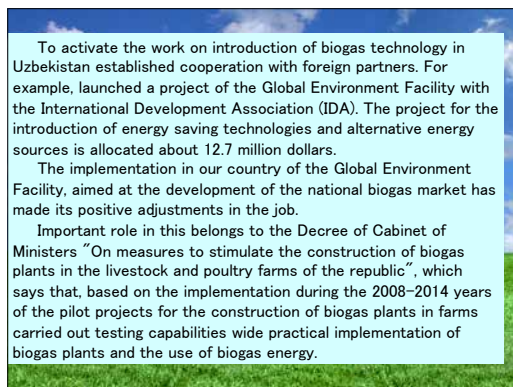 To activate the work on introduction of biogas technology in
Uzbekistan established cooperation with foreign partners. For
example, launched a project of the Global Environment Facility with
the International Development Association (IDA). The project for the
introduction of energy saving technologies and alternative energy
sources is allocated about 12.7 million dollars.
The implementation in our country of the Global Environment
Facility, aimed at the development of the national biogas market has
made its positive adjustments in the job.
Important role in this belongs to the Decree of Cabinet of
Ministers "On measures to stimulate the construction of biogas
plants in the livestock and poultry farms of the republic", which
says that, based on the implementation during the 2008-2014 years
of the pilot projects for the construction of biogas plants in farms
carried out testing capabilities wide practical implementation of
biogas plants and the use of biogas energy.